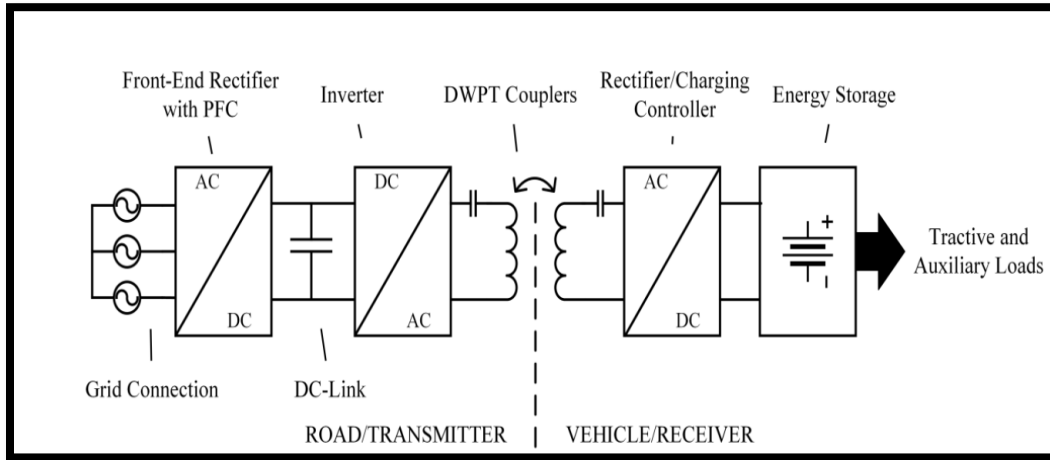 Front-End Rectifier
with PFC
Inverter
DWPT Couplers
Rectifier/Charging
Controller
Energy Storage
AC
DC
DC
AC
AC
DC
+
Tractive and
Auxiliary Loads
Grid Connection
DC-Link
ROAD/TRANSMITTER
VEHICLE/RECEIVER